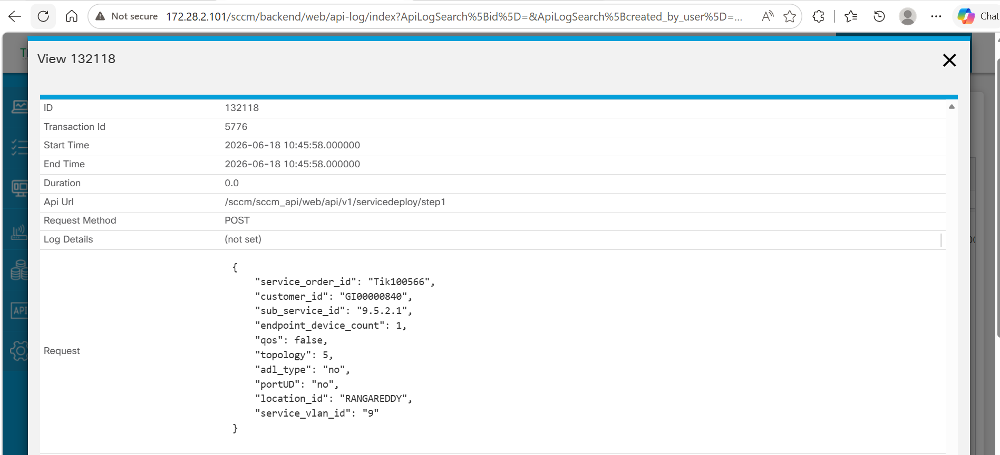 Not secure 172.28.2.101/sccm/backend/web/api-log/index?ApiLogSearch%5Bid%5D=&ApiLogSearch%5Bcreated_by_user%5D=... Chat
View 132118
ID 132118
Transaction Id 5776
Start Time 2026-06-18 10:45:58.000000
End Time 2026-06-18 10:45:58.000000
Duration 0.0
Api Url /sccm/sccm_api/web/api/v1/servicedeploy/step1
Request Method POST
Log Details (not set)
Request
{
"service_order_id": "Tik100566",
"customer_id": "GI00000840",
"sub_service_id": "9.5.2.1",
"endpoint_device_count": 1,
"qos": false,
"topology": 5,
"adl_type": "no",
"portUD": "no",
"location_id": "RANGAREDDY",
"service_vlan_id": "9"
}
API